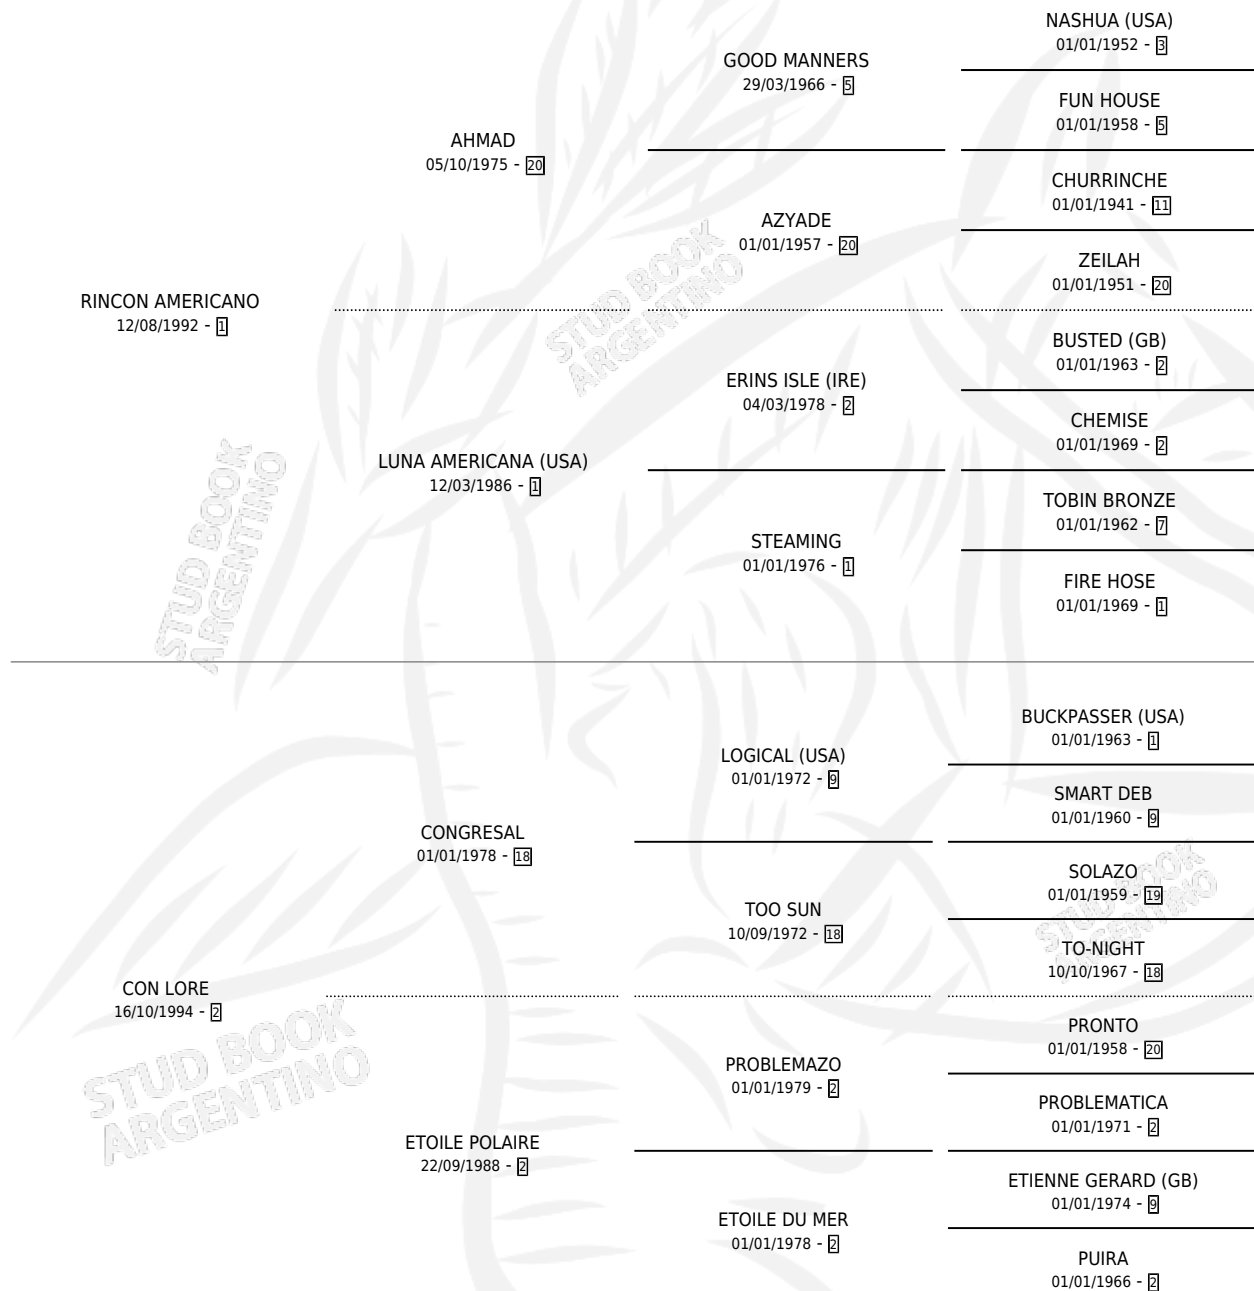 NASHUA (USA)
01/01/1952 - 3
GOOD MANNERS
29/03/1966 - 5
FUN HOUSE
01/01/1958 - 5
AHMAD
05/10/1975 - 20
CHURRINCHE
01/01/1941 - 11
AZYADE
01/01/1957 - 20
ZEILAH
01/01/1951 - 20
STUD BOOK
ARGENTINO
RINCON AMERICANO
12/08/1992 - 1
BUSTED (GB)
01/01/1963 - 2
ERINS ISLE (IRE)
04/03/1978 - 2
CHEMISE
01/01/1969 - 2
LUNA AMERICANA (USA)
12/03/1986 - 1
TOBIN BRONZE
01/01/1962 - 7
STEAMING
01/01/1976 - 1
FIRE HOSE
01/01/1969 - 1
STUD BOOK
ARGENTINO
BUCKPASSER (USA)
01/01/1963 - 1
LOGICAL (USA)
01/01/1972 - 9
SMART DEB
01/01/1960 - 9
CONGRESAL
01/01/1978 - 18
SOLAZO
01/01/1959 - 19
TOO SUN
10/09/1972 - 18
TO-NIGHT
10/10/1967 - 18
STUD BOOK
ARGENTINO
CON LORE
16/10/1994 - 2
PRONTO
01/01/1958 - 20
PROBLEMAZO
01/01/1979 - 2
PROBLEMATICA
01/01/1971 - 2
STUD BOOK
ARGENTINO
ETOILE POLAIRE
22/09/1988 - 2
ETIENNE GERARD (GB)
01/01/1974 - 9
ETOILE DU MER
01/01/1978 - 2
PUIRA
01/01/1966 - 2